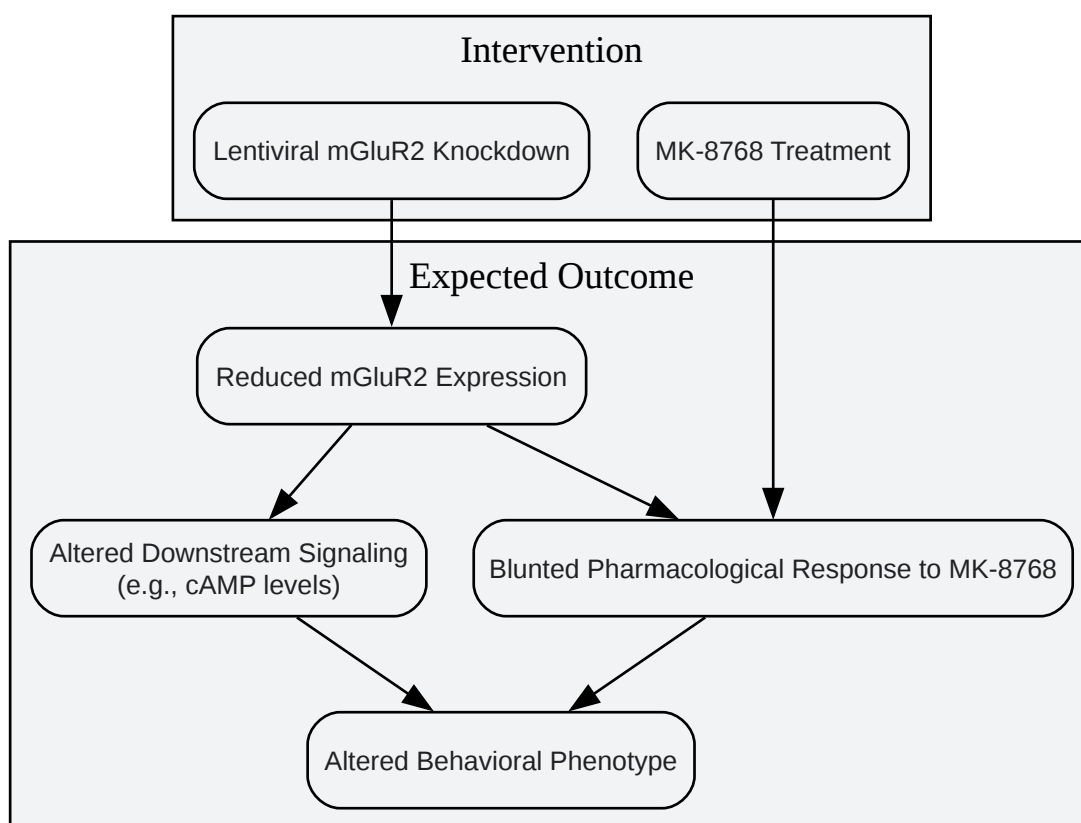 Intervention
Lentiviral mGluR2 Knockdown
MK-8768 Treatment
Expected Outcome
Reduced mGluR2 Expression
Altered Downstream Signaling
(e.g., cAMP levels)
Blunted Pharmacological Response to MK-8768
Altered Behavioral Phenotype